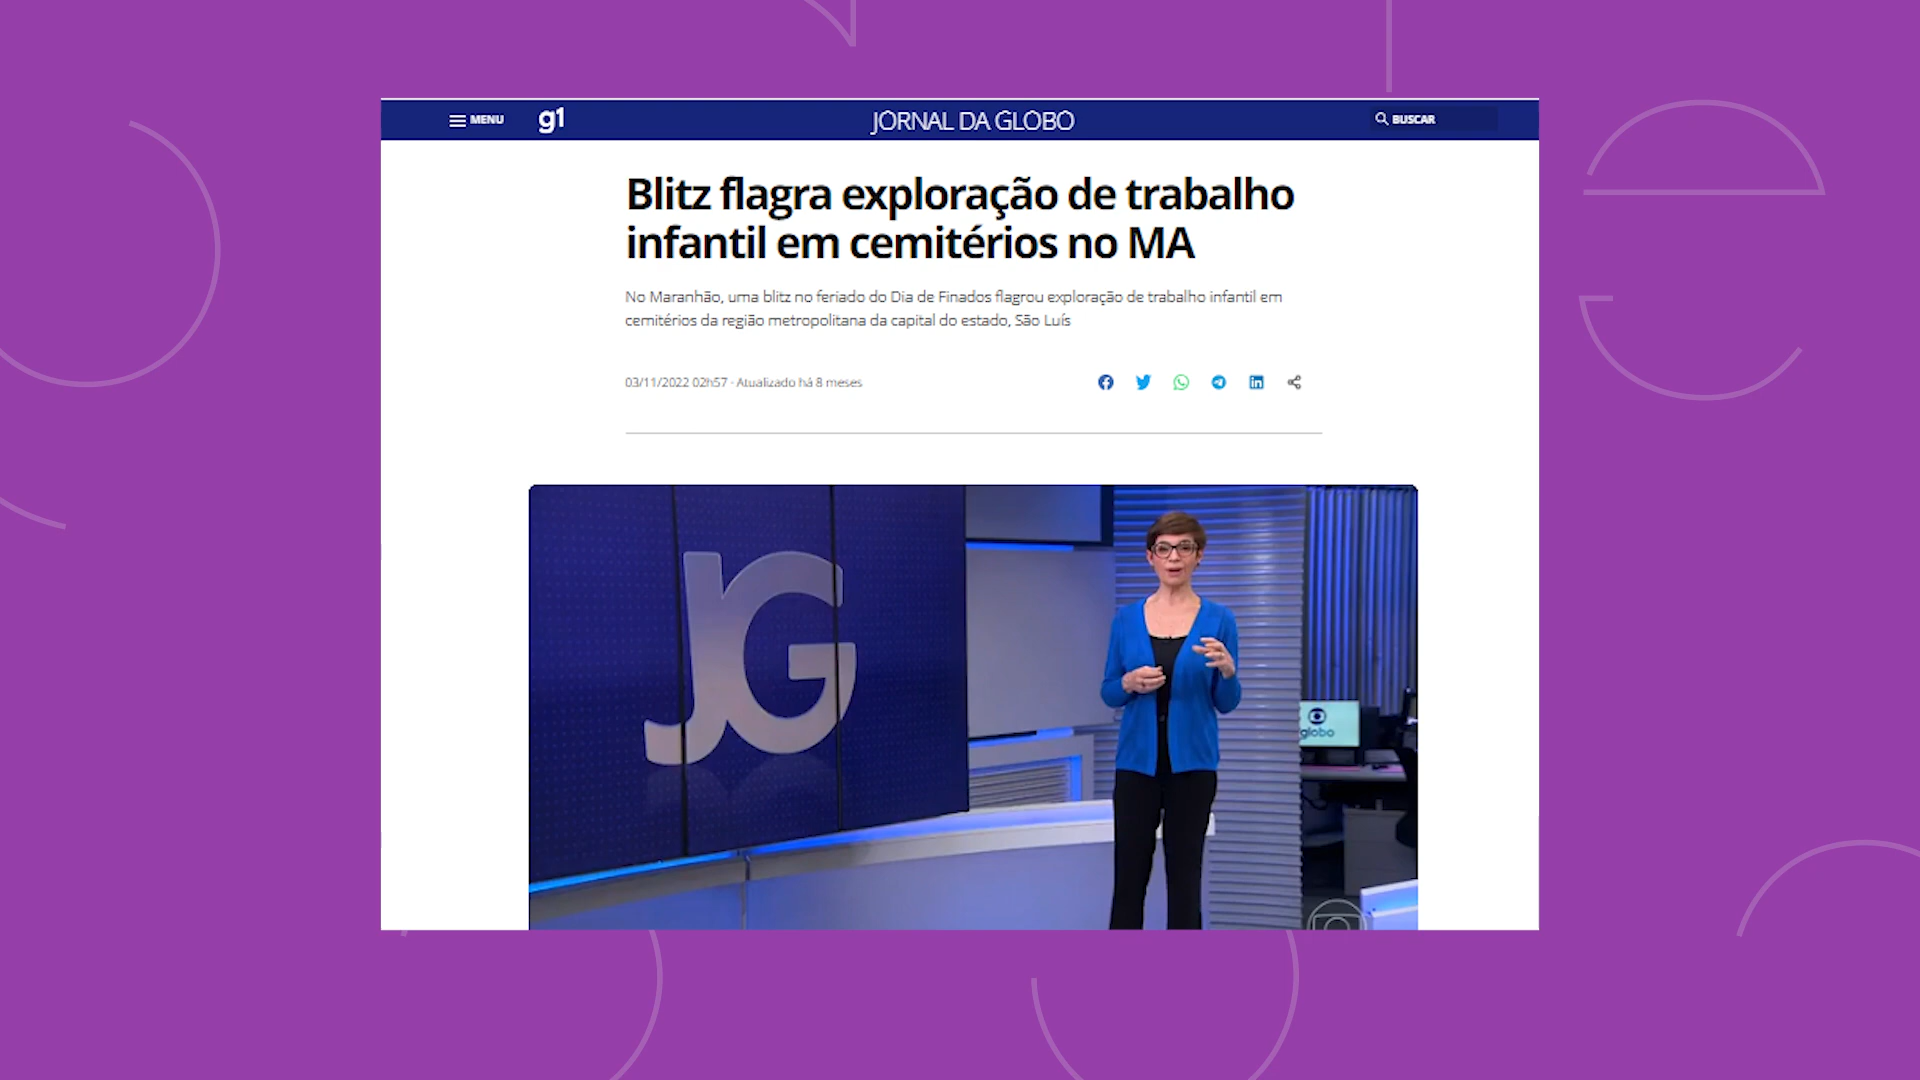 MENU
g1
JORNAL DA GLOBO
BUSCAR
Blitz flagra exploração de trabalho
infantil em cemitérios no MA
No Maranhão, uma blitz no feriado do Dia de Finados flagrou exploração de trabalho infantil em
cemitérios da região metropolitana da capital do estado, São Luís
03/11/2022 02h57 · Atualizado há 8 meses
JG
globo